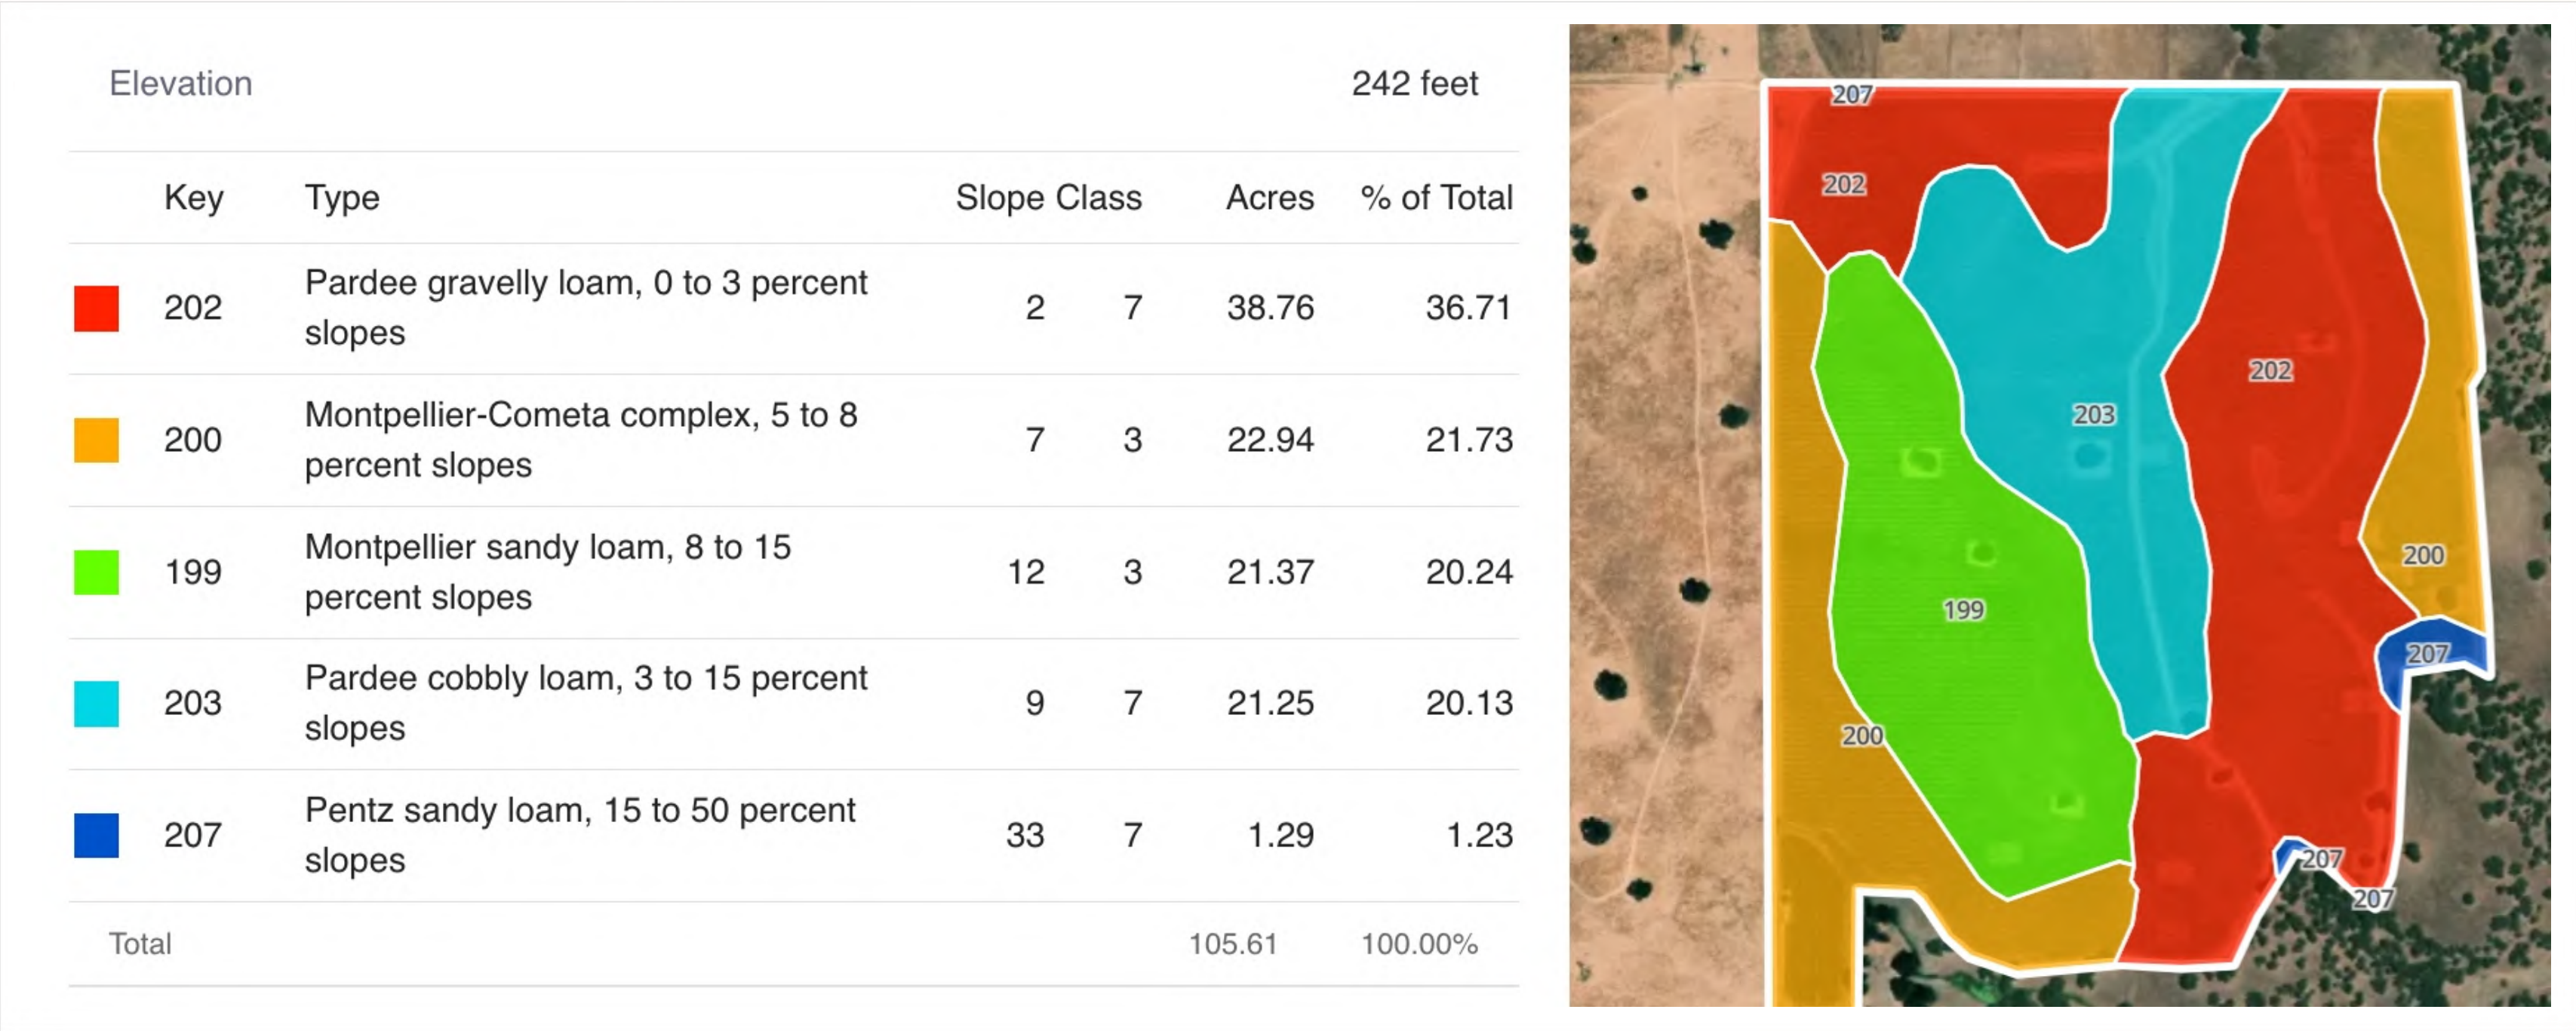 Elevation 242 feet
Key Type Slope Class Acres % of Total
202 Pardee gravelly loam, 0 to 3 percent slopes 2 7 38.76 36.71
200 Montpellier-Cometa complex, 5 to 8 percent slopes 7 3 22.94 21.73
199 Montpellier sandy loam, 8 to 15 percent slopes 12 3 21.37 20.24
203 Pardee cobbly loam, 3 to 15 percent slopes 9 7 21.25 20.13
207 Pentz sandy loam, 15 to 50 percent slopes 33 7 1.29 1.23
Total 105.61 100.00%
207
202
202
203
200
199
207
200
207
207